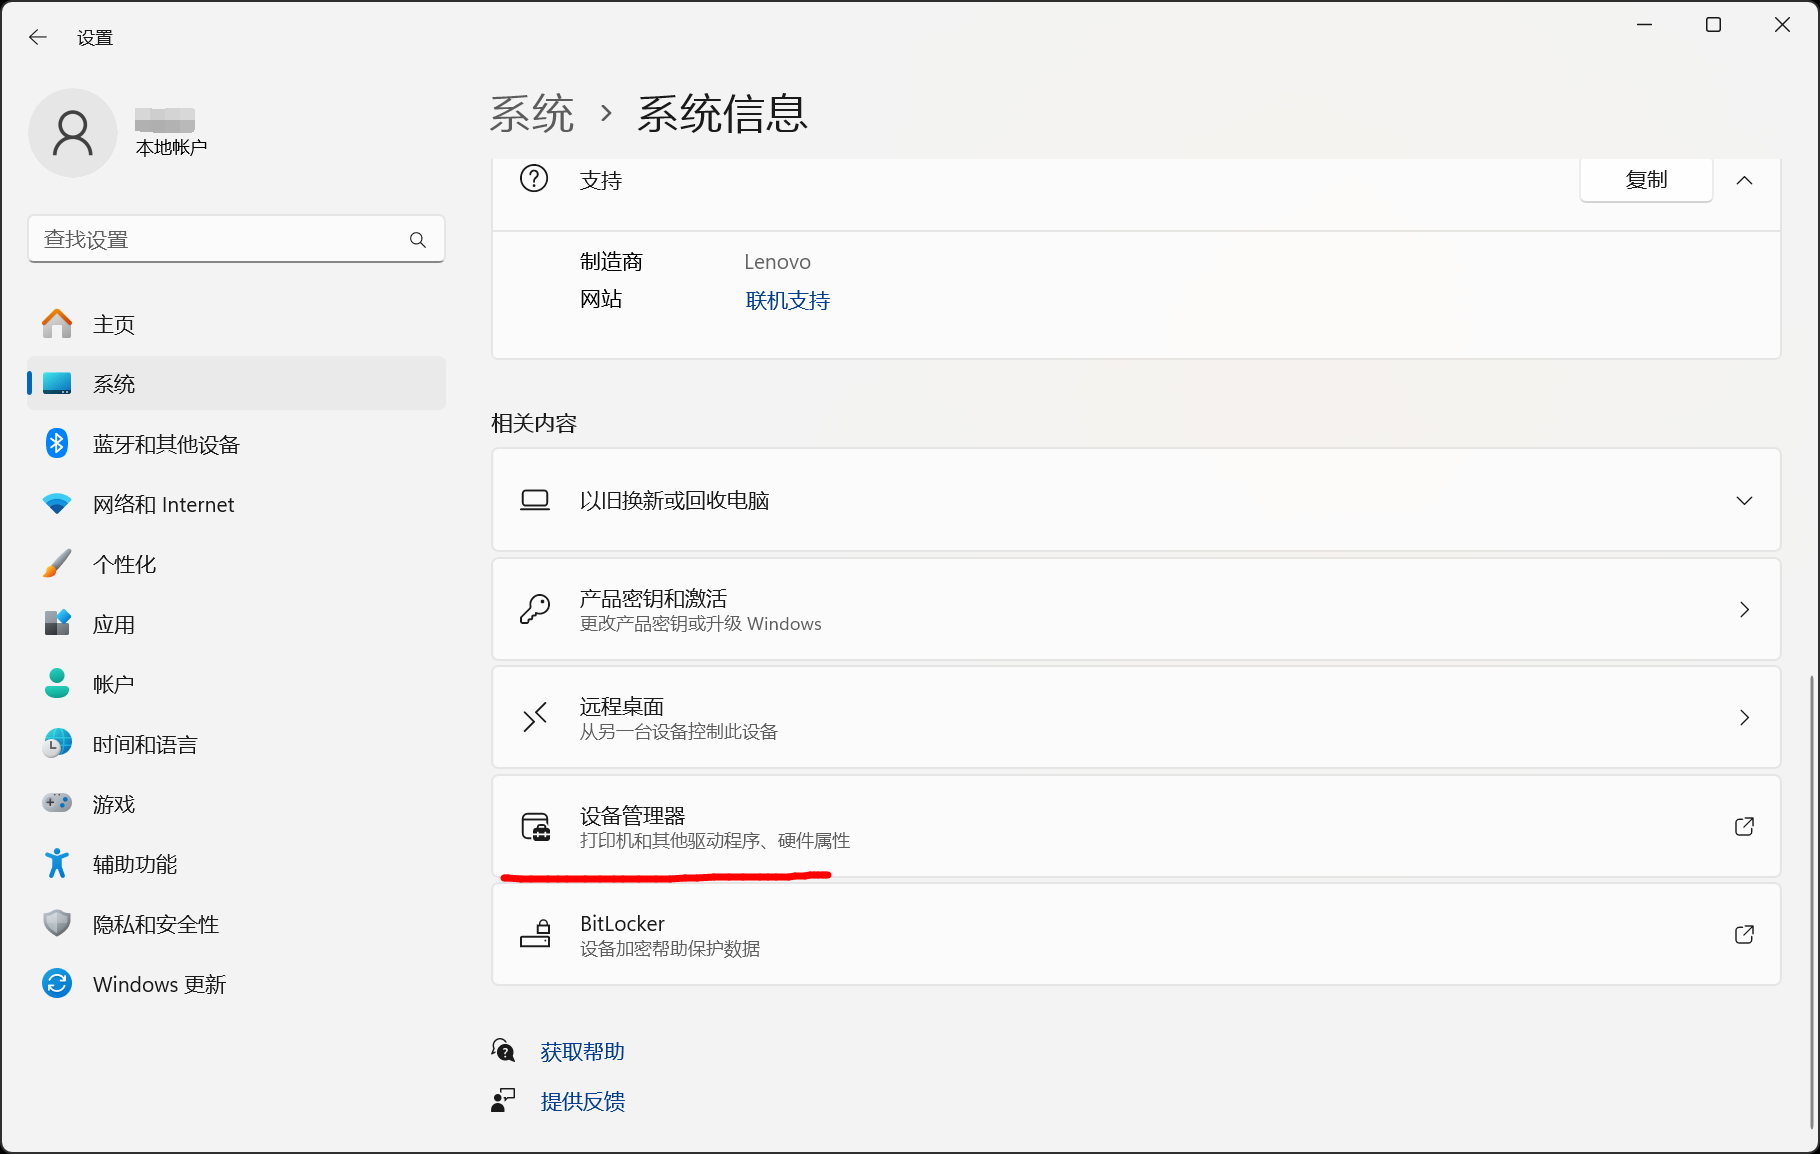 设置
本地帐户
查找设置
主页
系统
蓝牙和其他设备
网络和 Internet
个性化
应用
帐户
时间和语言
游戏
辅助功能
隐私和安全性
Windows 更新
系统 › 系统信息
支持
复制
制造商 Lenovo
网站 联机支持
相关内容
以旧换新或回收电脑
产品密钥和激活
更改产品密钥或升级 Windows
远程桌面
从另一台设备控制此设备
设备管理器
打印机和其他驱动程序、硬件属性
BitLocker
设备加密帮助保护数据
获取帮助
提供反馈